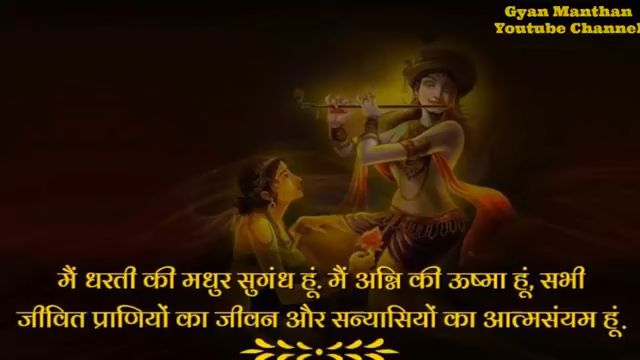 Gyan Manthan
Youtube Channel
मैं धरती की मधुर सुगंध हूं. मैं अग्नि की ऊष्मा हूं, सभी
जीवित प्राणियों का जीवन और सन्यासियों का आत्मसंयम हूं.